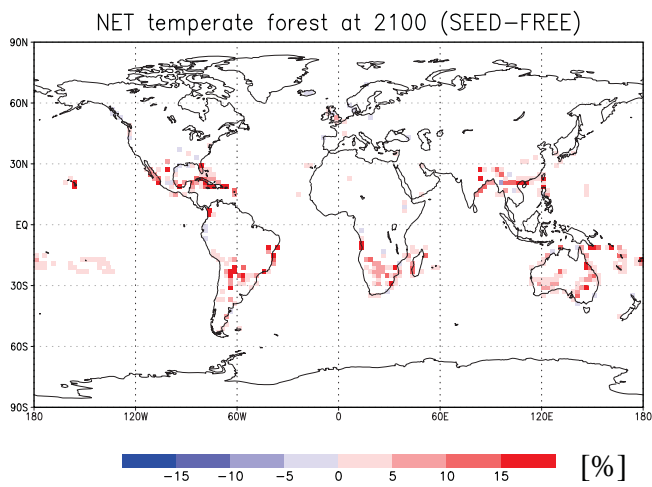 NET temperate forest at 2100 (SEED-FREE)
90N
60N
30N
EQ
30S
60S
90S
180 120W 60W 0 60E 120E 180
-15 -10 -5 0 5 10 15 [%]